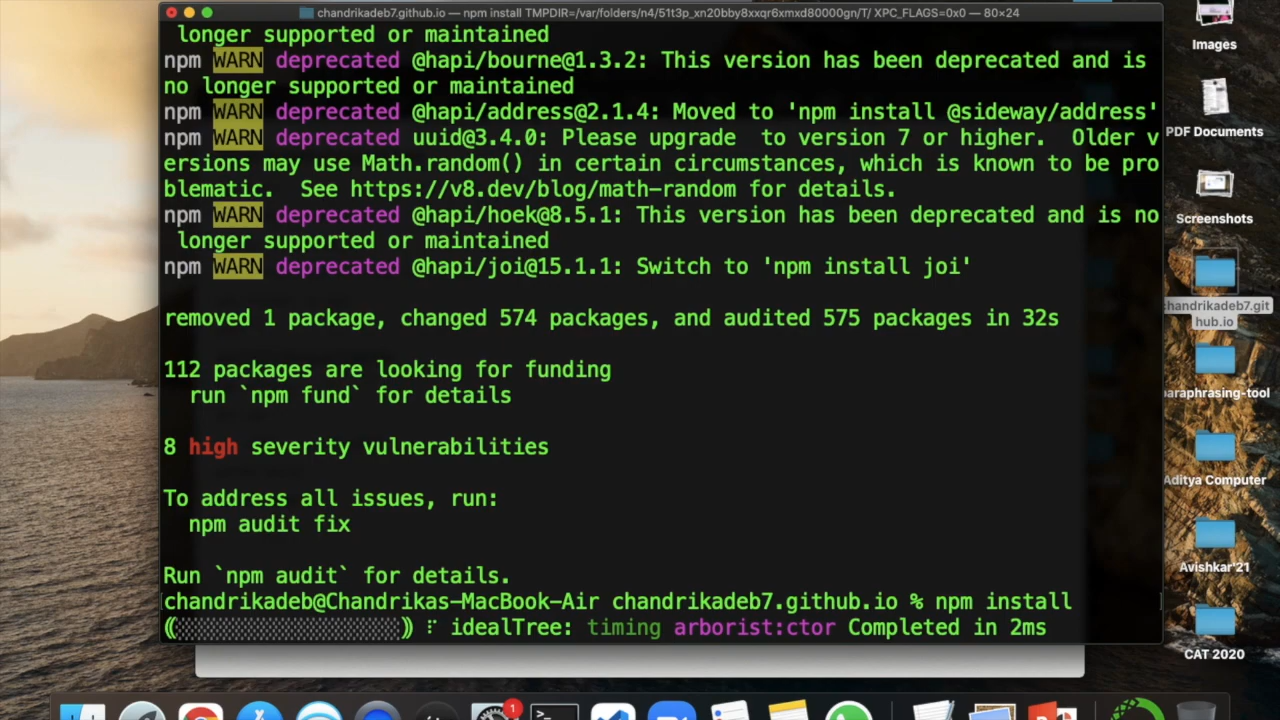 chandrikadeb7.github.io — npm install TMPDIR=/var/folders/n4/51t3p_xn20bby8xxqr6xmxd80000gn/T/ XPC_FLAGS=0x0 — 80×24
longer supported or maintained
npm WARN deprecated @hapi/bourne@1.3.2: This version has been deprecated and is
no longer supported or maintained
npm WARN deprecated @hapi/address@2.1.4: Moved to 'npm install @sideway/address'
npm WARN deprecated uuid@3.4.0: Please upgrade  to version 7 or higher.  Older v
ersions may use Math.random() in certain circumstances, which is known to be pro
blematic.  See https://v8.dev/blog/math-random for details.
npm WARN deprecated @hapi/hoek@8.5.1: This version has been deprecated and is no
longer supported or maintained
npm WARN deprecated @hapi/joi@15.1.1: Switch to 'npm install joi'
removed 1 package, changed 574 packages, and audited 575 packages in 32s
112 packages are looking for funding
run `npm fund` for details
8 high severity vulnerabilities
To address all issues, run:
npm audit fix
Run `npm audit` for details.
chandrikadeb@Chandrikas-MacBook-Air chandrikadeb7.github.io % npm install
idealTree: timing arborist:ctor Completed in 2ms
Images
PDF Documents
Screenshots
chandrikadeb7.git
hub.io
paraphrasing-tool
Aditya Computer
Avishkar'21
CAT 2020
1